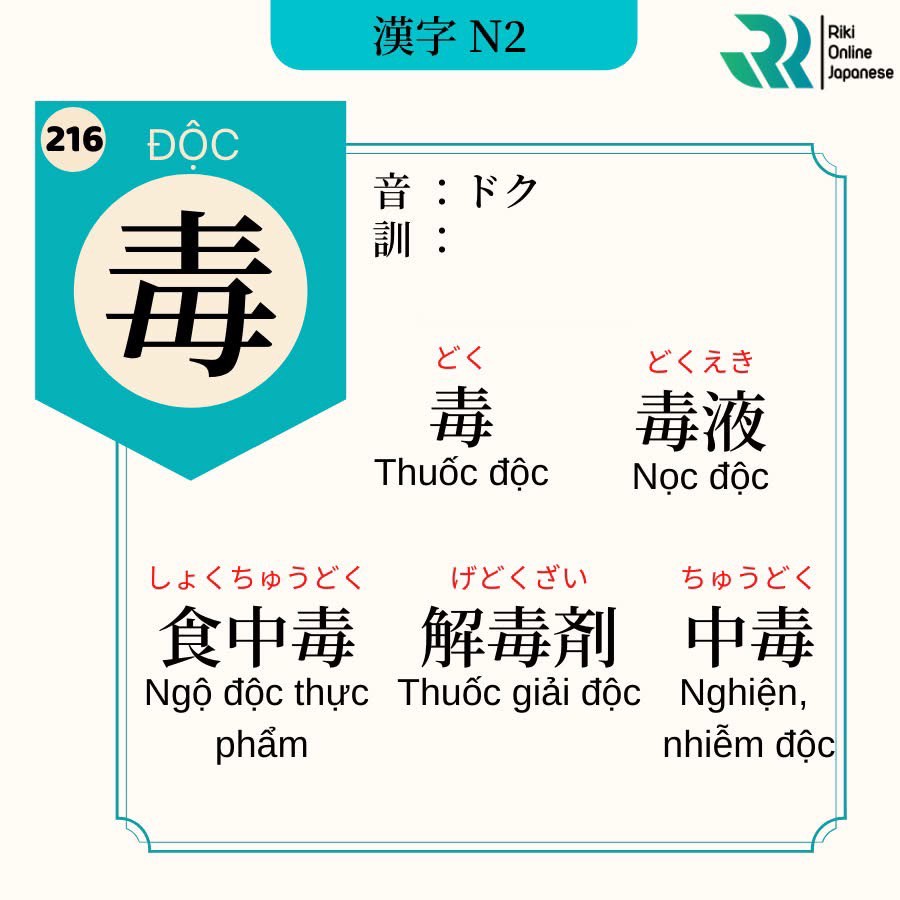 漢字 N2
Riki
Online
Japanese
216
ĐỘC
毒
音 ：ドク
訓 ：
どく
毒
Thuốc độc
どくえき
毒液
Nọc độc
しょくちゅうどく
食中毒
Ngộ độc thực
phẩm
げどくざい
解毒剤
Thuốc giải độc
ちゅうどく
中毒
Nghiện,
nhiễm độc